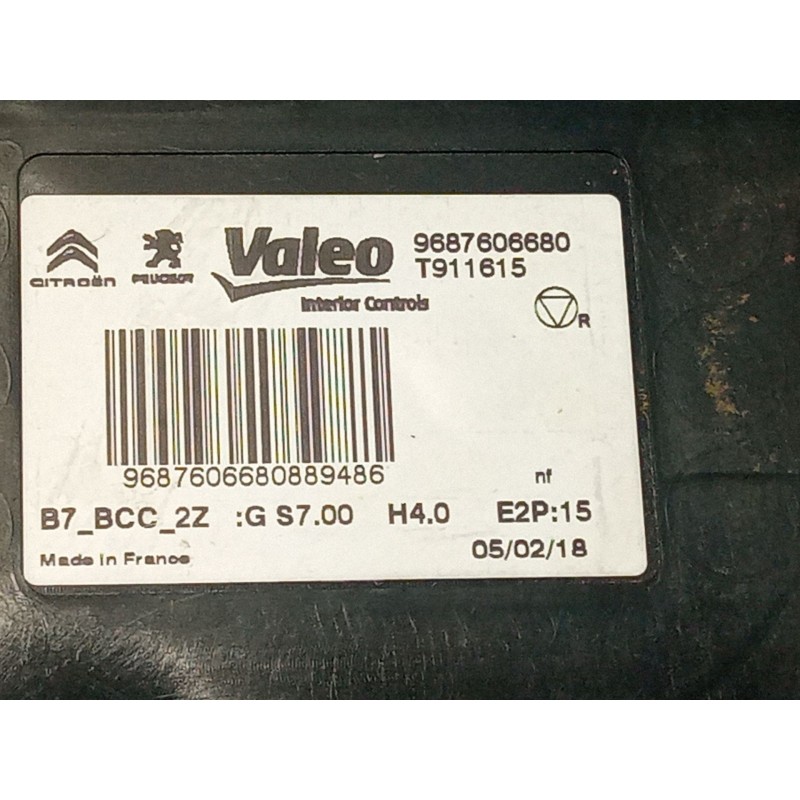 CITROËN
PEUGEOT
Valeo
Interior Controls
9687606680
T911615
R
9687606680889486
nf
B7_BCC_2Z :G S7.00 H4.0 E2P:15
Made in France
05/02/18